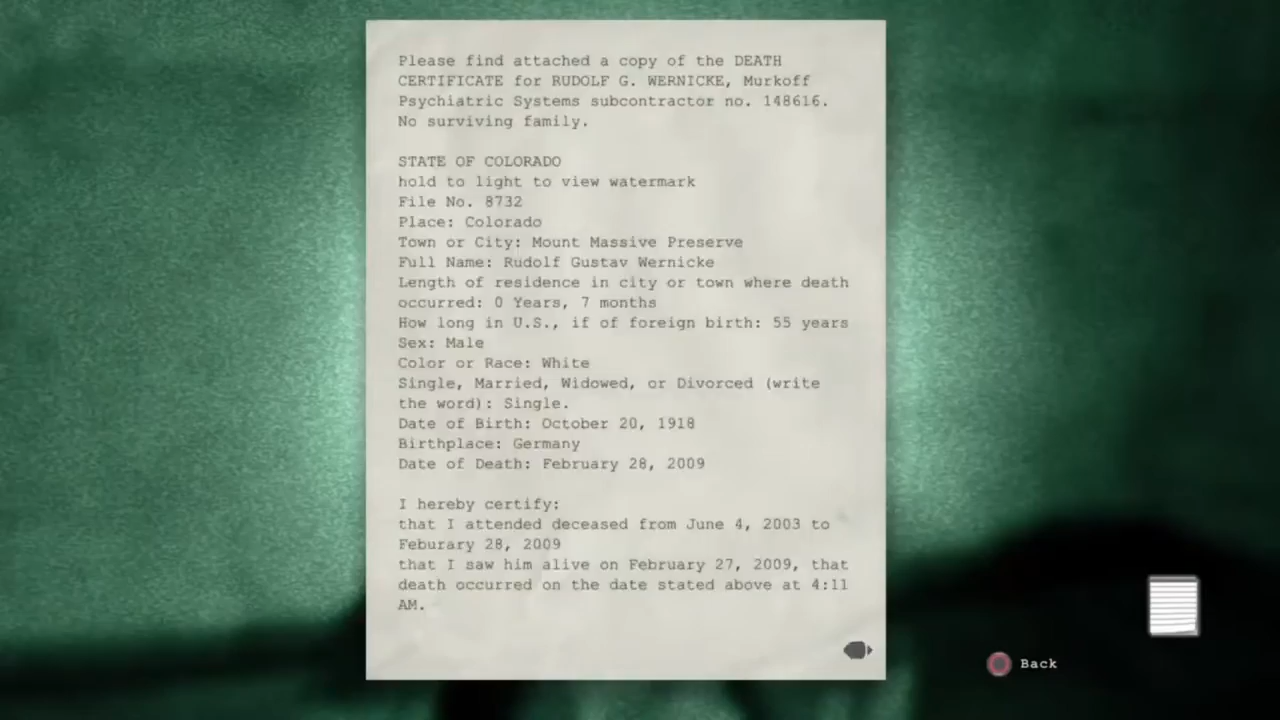 Please find attached a copy of the DEATH
CERTIFICATE for RUDOLF G. WERNICKE, Murkoff
Psychiatric Systems subcontractor no. 148616.
No surviving family.
STATE OF COLORADO
hold to light to view watermark
File No. 8732
Place: Colorado
Town or City: Mount Massive Preserve
Full Name: Rudolf Gustav Wernicke
Length of residence in city or town where death
occurred: 0 Years, 7 months
How long in U.S., if of foreign birth: 55 years
Sex: Male
Color or Race: White
Single, Married, Widowed, or Divorced (write
the word): Single.
Date of Birth: October 20, 1918
Birthplace: Germany
Date of Death: February 28, 2009
I hereby certify:
that I attended deceased from June 4, 2003 to
Feburary 28, 2009
that I saw him alive on February 27, 2009, that
death occurred on the date stated above at 4:11
AM.
Back